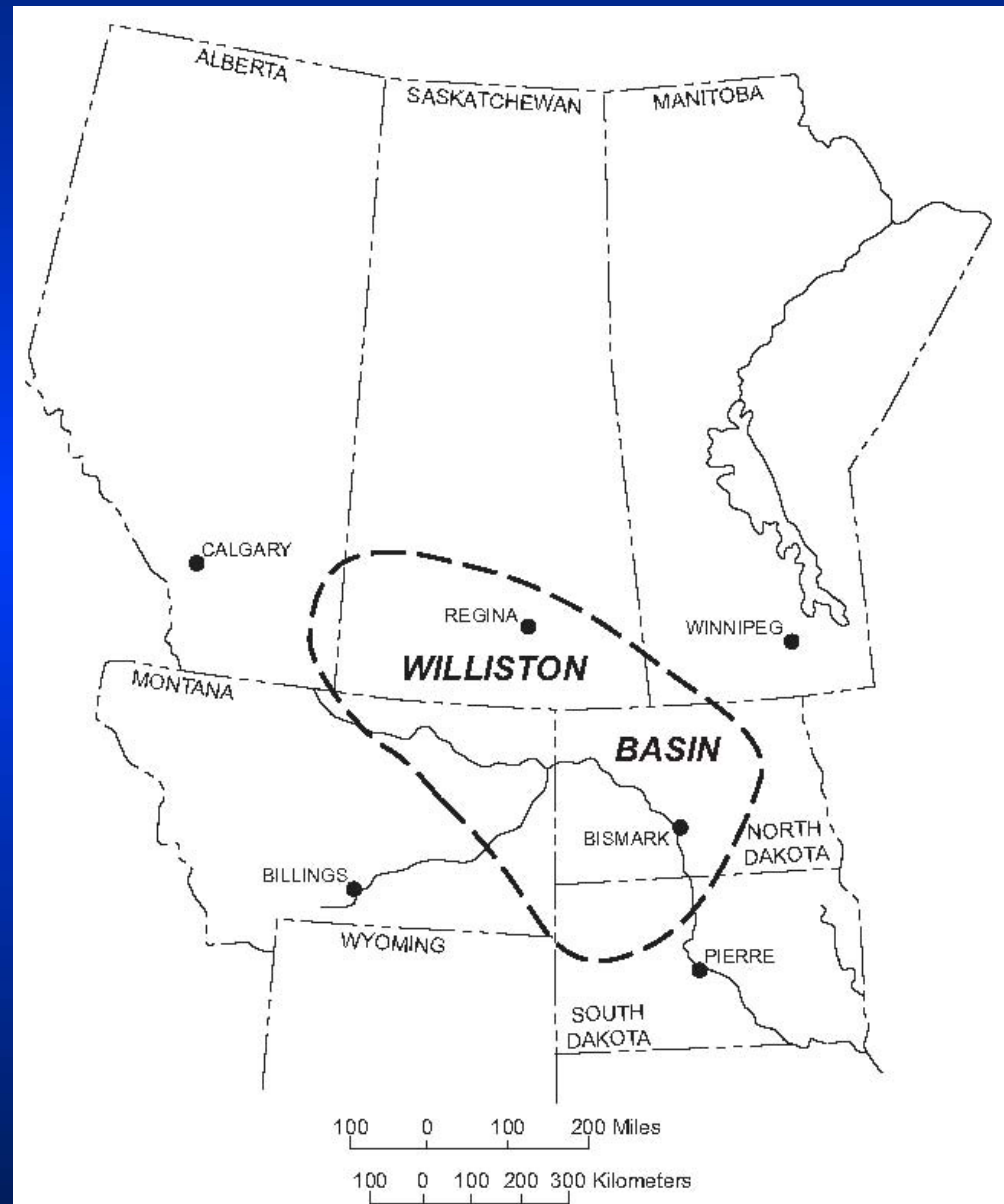 ALBERTA
SASKATCHEWAN
MANITOBA
CALGARY
REGINA
WINNIPEG
WILLISTON
MONTANA
BASIN
BISMARK
NORTH
DAKOTA
BILLINGS
WYOMING
PIERRE
SOUTH
DAKOTA
100 0 100 200 Miles
100 0 100 200 300 Kilometers